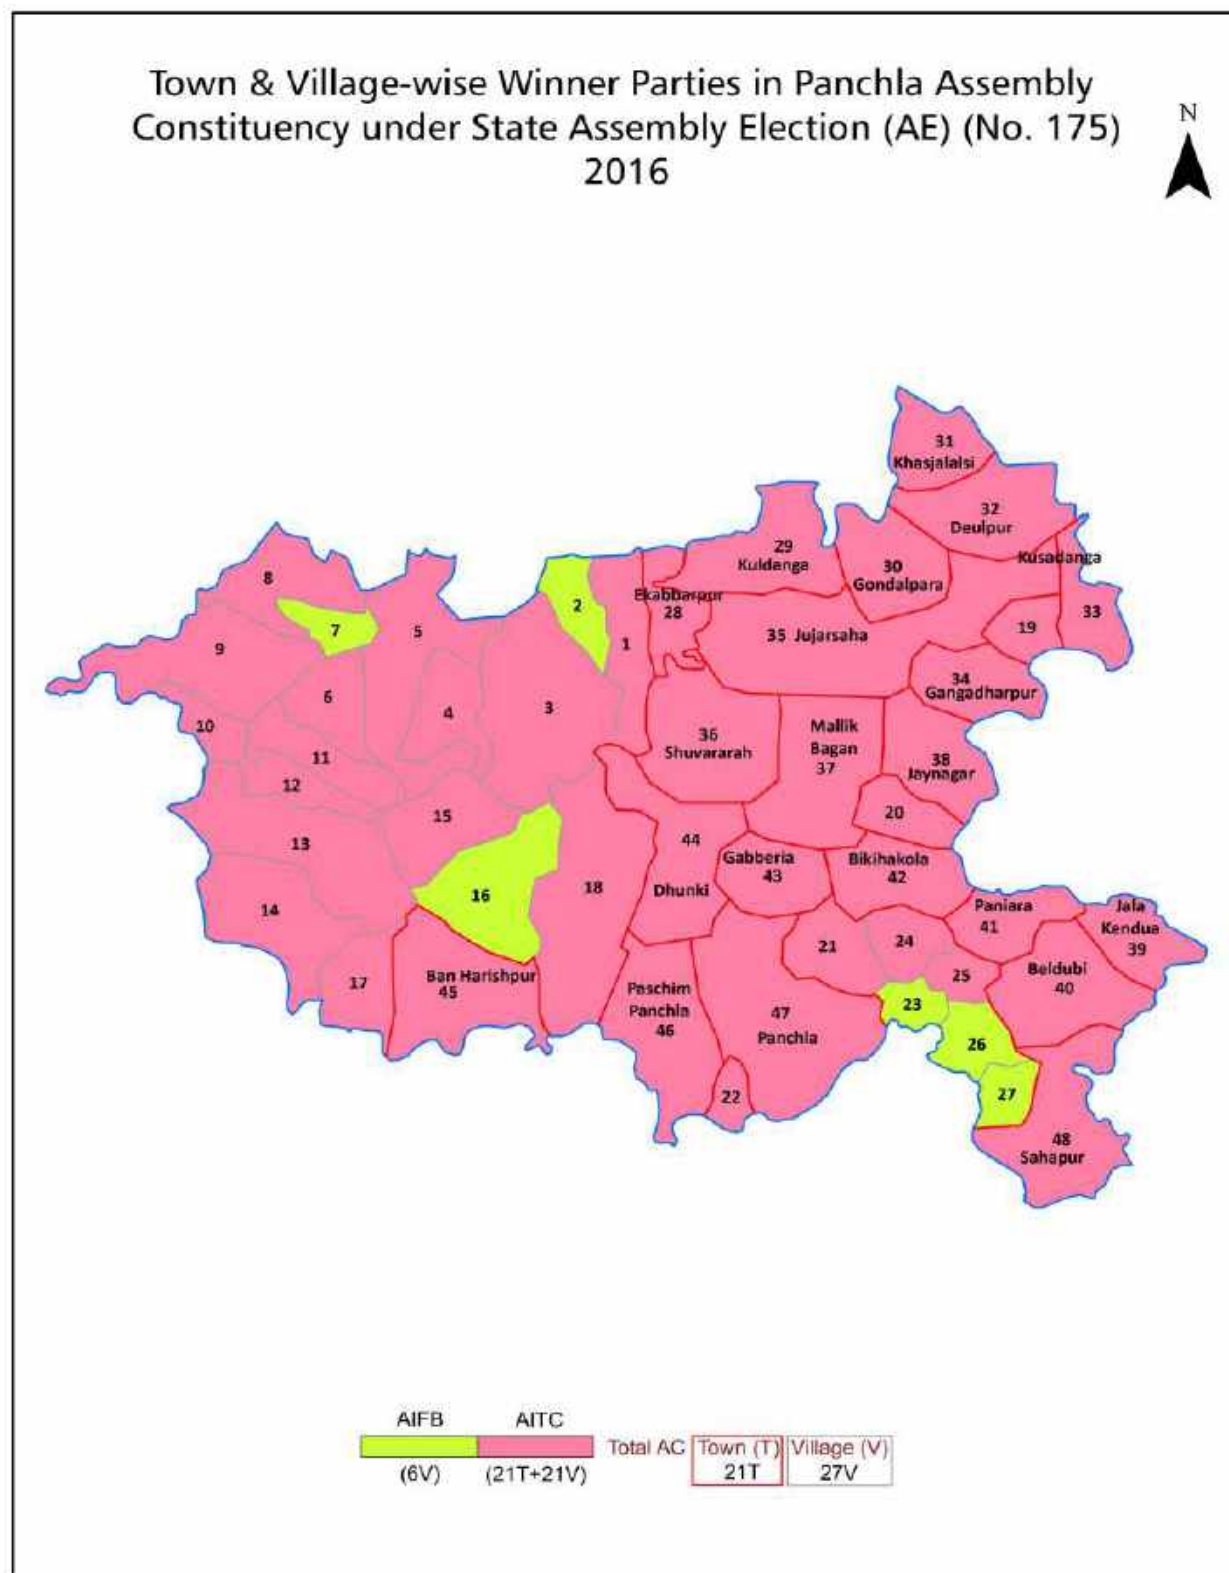 Town & Village-wise Winner Parties in Panchla Assembly
Constituency under State Assembly Election (AE) (No. 175)
2016
N
31
Khasjalalsi
32
Deulpur
29
Kuldanga
30
Gondalpara
Kusadanga
33
8
7
5
2
1
Ekabbarpur
28
35 Jujarsaha
19
9
6
4
3
34
Gangadharpur
10
11
12
36
Shuvararah
Mallik
Bagan
37
38
Jaynagar
20
15
13
44
Dhunki
Gabberia
43
Bikihakola
42
14
16
18
Paniara
41
Jala
Kendua
39
21
24
25
Beldubi
40
17
Ban Harishpur
45
Paschim
Panchla
46
47
Panchla
23
26
27
22
48
Sahapur
AIFB AITC
Total AC Town (T) Village (V)
(6V) (21T+21V) 21T 27V